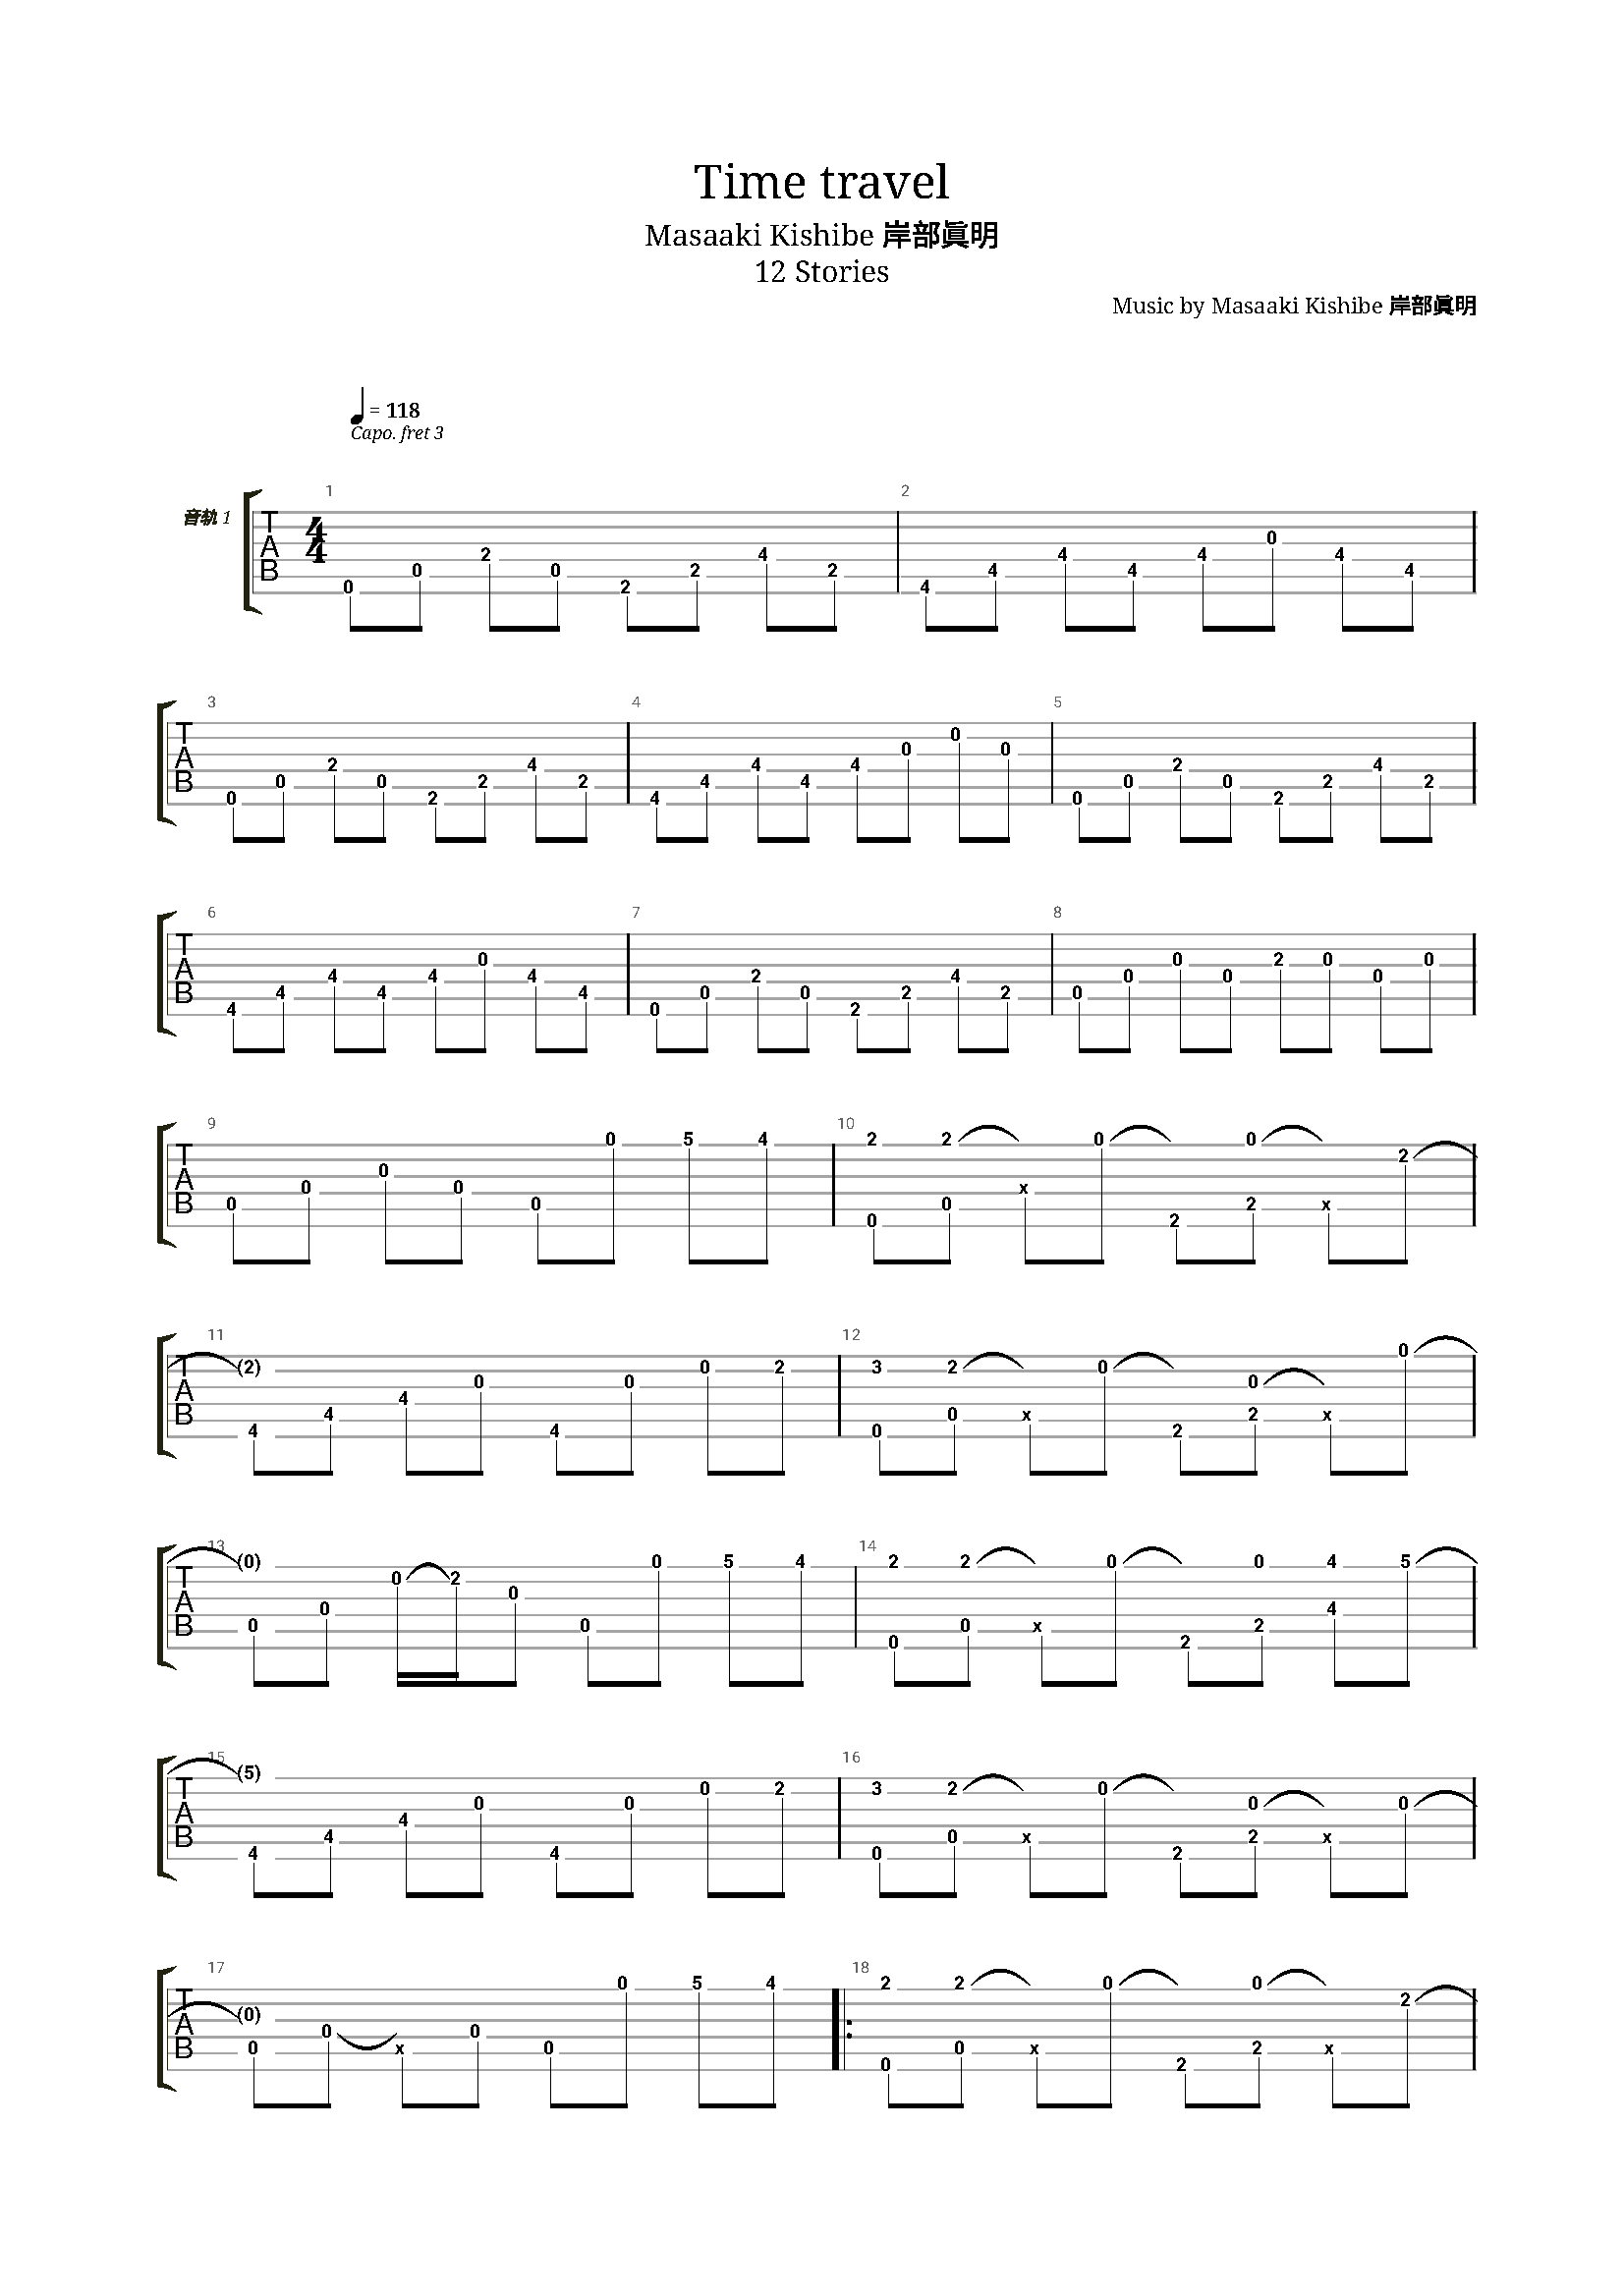 Time travel
Masaaki Kishibe 岸部眞明
12 Stories
Music by Masaaki Kishibe 岸部眞明
= 118
Capo. fret 3
音轨 1
1 2
T A B 4 4 0 0 2 0 2 2 4 2 4 4 4 4 4 0 4 4
3 4 5
T A B 0 0 2 0 2 2 4 2 4 4 4 4 4 0 0 0 0 0 2 0 2 2 4 2
6 7 8
T A B 4 4 4 4 4 0 4 4 0 0 2 0 2 2 4 2 0 0 0 0 2 0 0 0
9 10
T A B 0 0 0 0 0 0 5 4 2 0 2 0 x 0 2 0 2 x 2
11 12
T A B (2) 4 4 4 0 4 0 0 2 3 0 2 0 x 0 2 0 2 x 0
13 14
T A B (0) 0 0 0 2 0 0 0 5 4 2 0 2 0 x 0 2 0 2 4 4 5
15 16
T A B (5) 4 4 4 0 4 0 0 2 3 0 2 0 x 0 2 0 2 x 0
17 18
T A B (0) 0 0 x 0 0 0 5 4 2 0 2 0 x 0 2 0 2 x 2